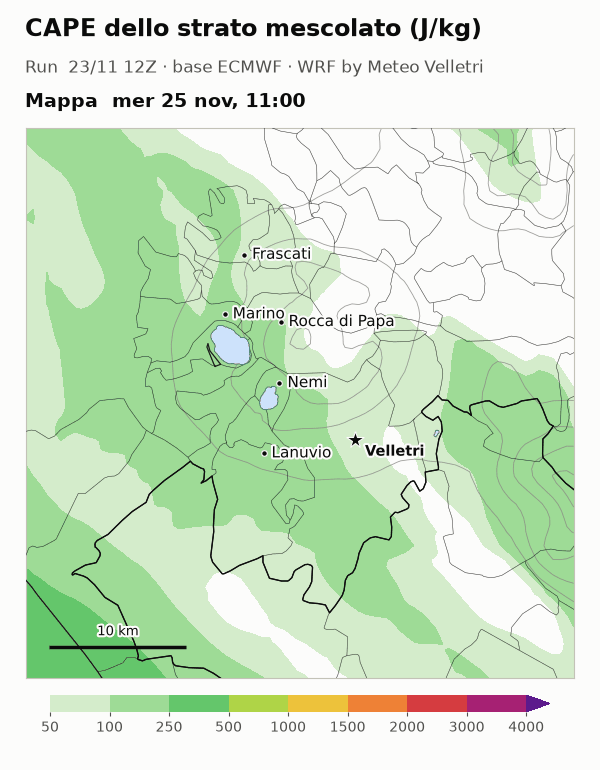 CAPE dello strato mescolato (J/kg)
Run  23/11 12Z · base ECMWF · WRF by Meteo Velletri
Mappa  mer 25 nov, 11:00
Frascati
Marino
Rocca di Papa
Nemi
Velletri
Lanuvio
10 km
50 100 250 500 1000 1500 2000 3000 4000